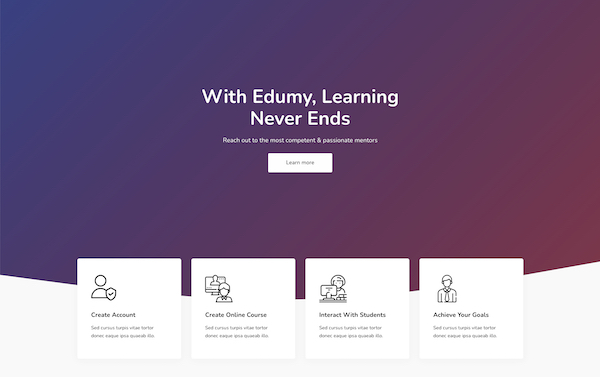 With Edumy, Learning
Never Ends
Reach out to the most competent & passionate mentors
Learn more
Create Account
Sed cursus turpis vitae tortor
donec eaque ipsa quaeab illo.
Create Online Course
Sed cursus turpis vitae tortor
donec eaque ipsa quaeab illo.
Interact With Students
Sed cursus turpis vitae tortor
donec eaque ipsa quaeab illo.
Achieve Your Goals
Sed cursus turpis vitae tortor
donec eaque ipsa quaeab illo.